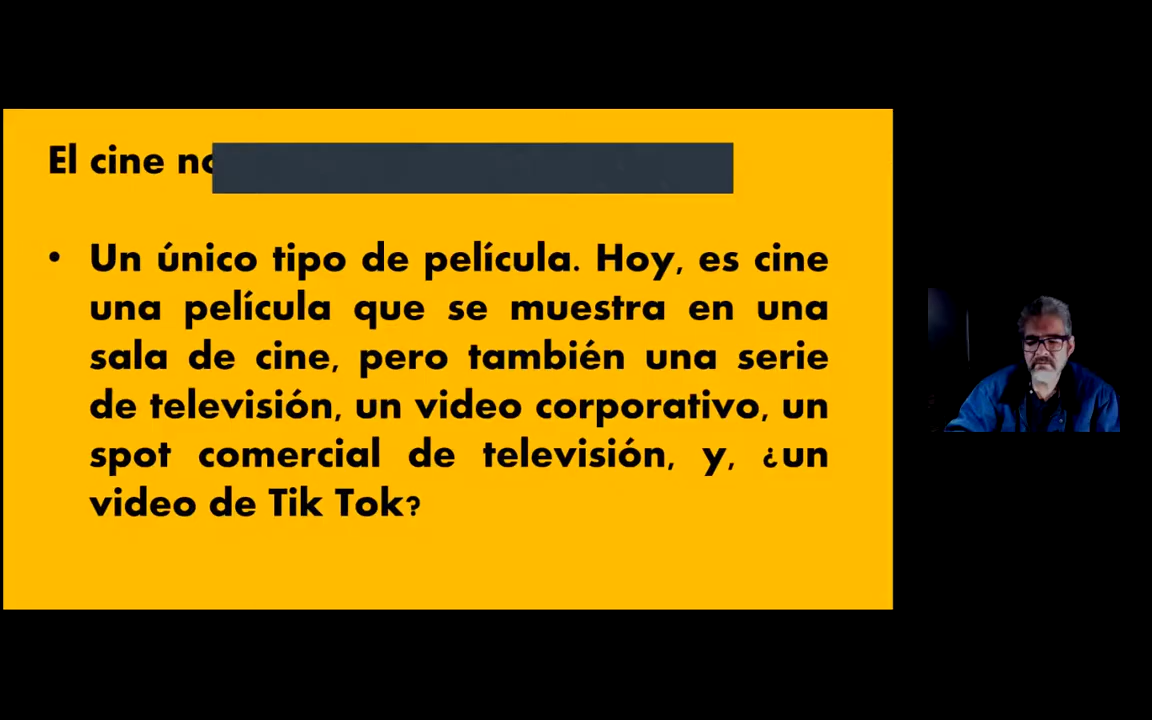 El cine
• Un único tipo de película. Hoy, es cine
una película que se muestra en una
sala de cine, pero también una serie
de televisión, un video corporativo, un
spot comercial de televisión, y, ¿un
video de Tik Tok?